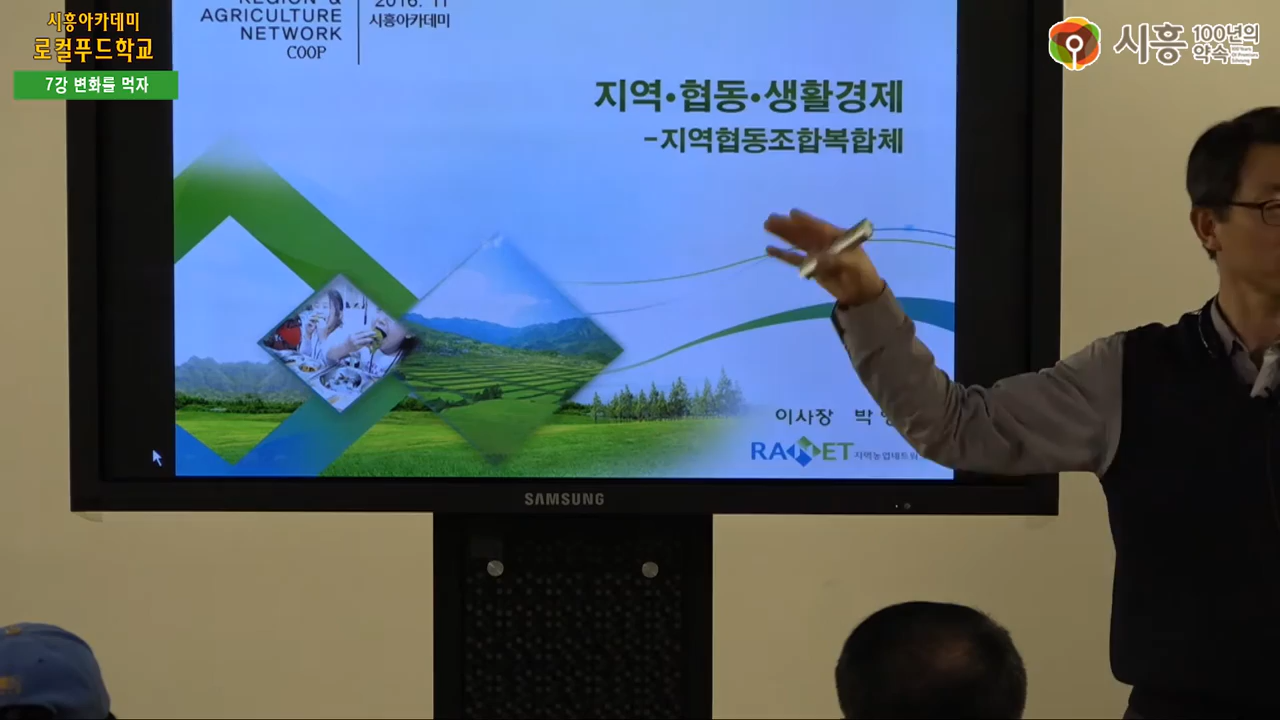 시흥아카데미
로컬푸드학교
7강 변화를 먹자
시흥 100년의 약속
REGION &
AGRICULTURE
NETWORK
COOP
2016. 11
시흥아카데미
지역•협동•생활경제
-지역협동조합복합체
이사장 박
RANET
SAMSUNG